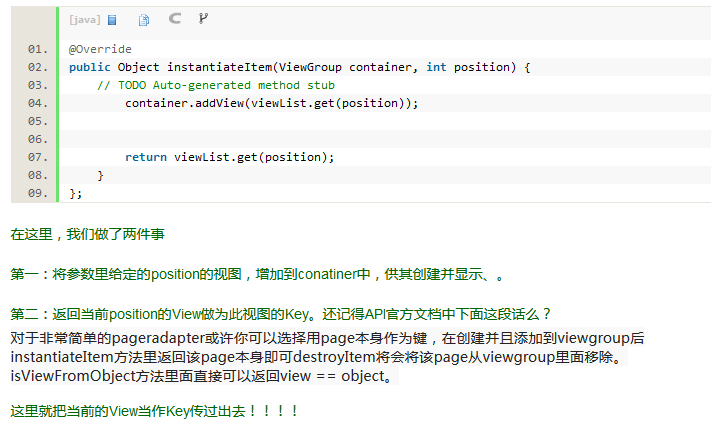 [java]
01. @Override
02. public Object instantiateItem(ViewGroup container, int position) {
03. // TODO Auto-generated method stub
04. container.addView(viewList.get(position));
05.
06.
07. return viewList.get(position);
08. }
09. };
在这里，我们做了两件事
第一：将参数里给定的position的视图，增加到conatiner中，供其创建并显示、。
第二：返回当前position的View做为此视图的Key。还记得API官方文档中下面这段话么？
对于非常简单的pageradapter或许你可以选择用page本身作为键，在创建并且添加到viewgroup后
instantiateItem方法里返回该page本身即可destroyItem将会将该page从viewgroup里面移除。
isViewFromObject方法里面直接可以返回view == object。
这里就把当前的View当作Key传过出去！！！！